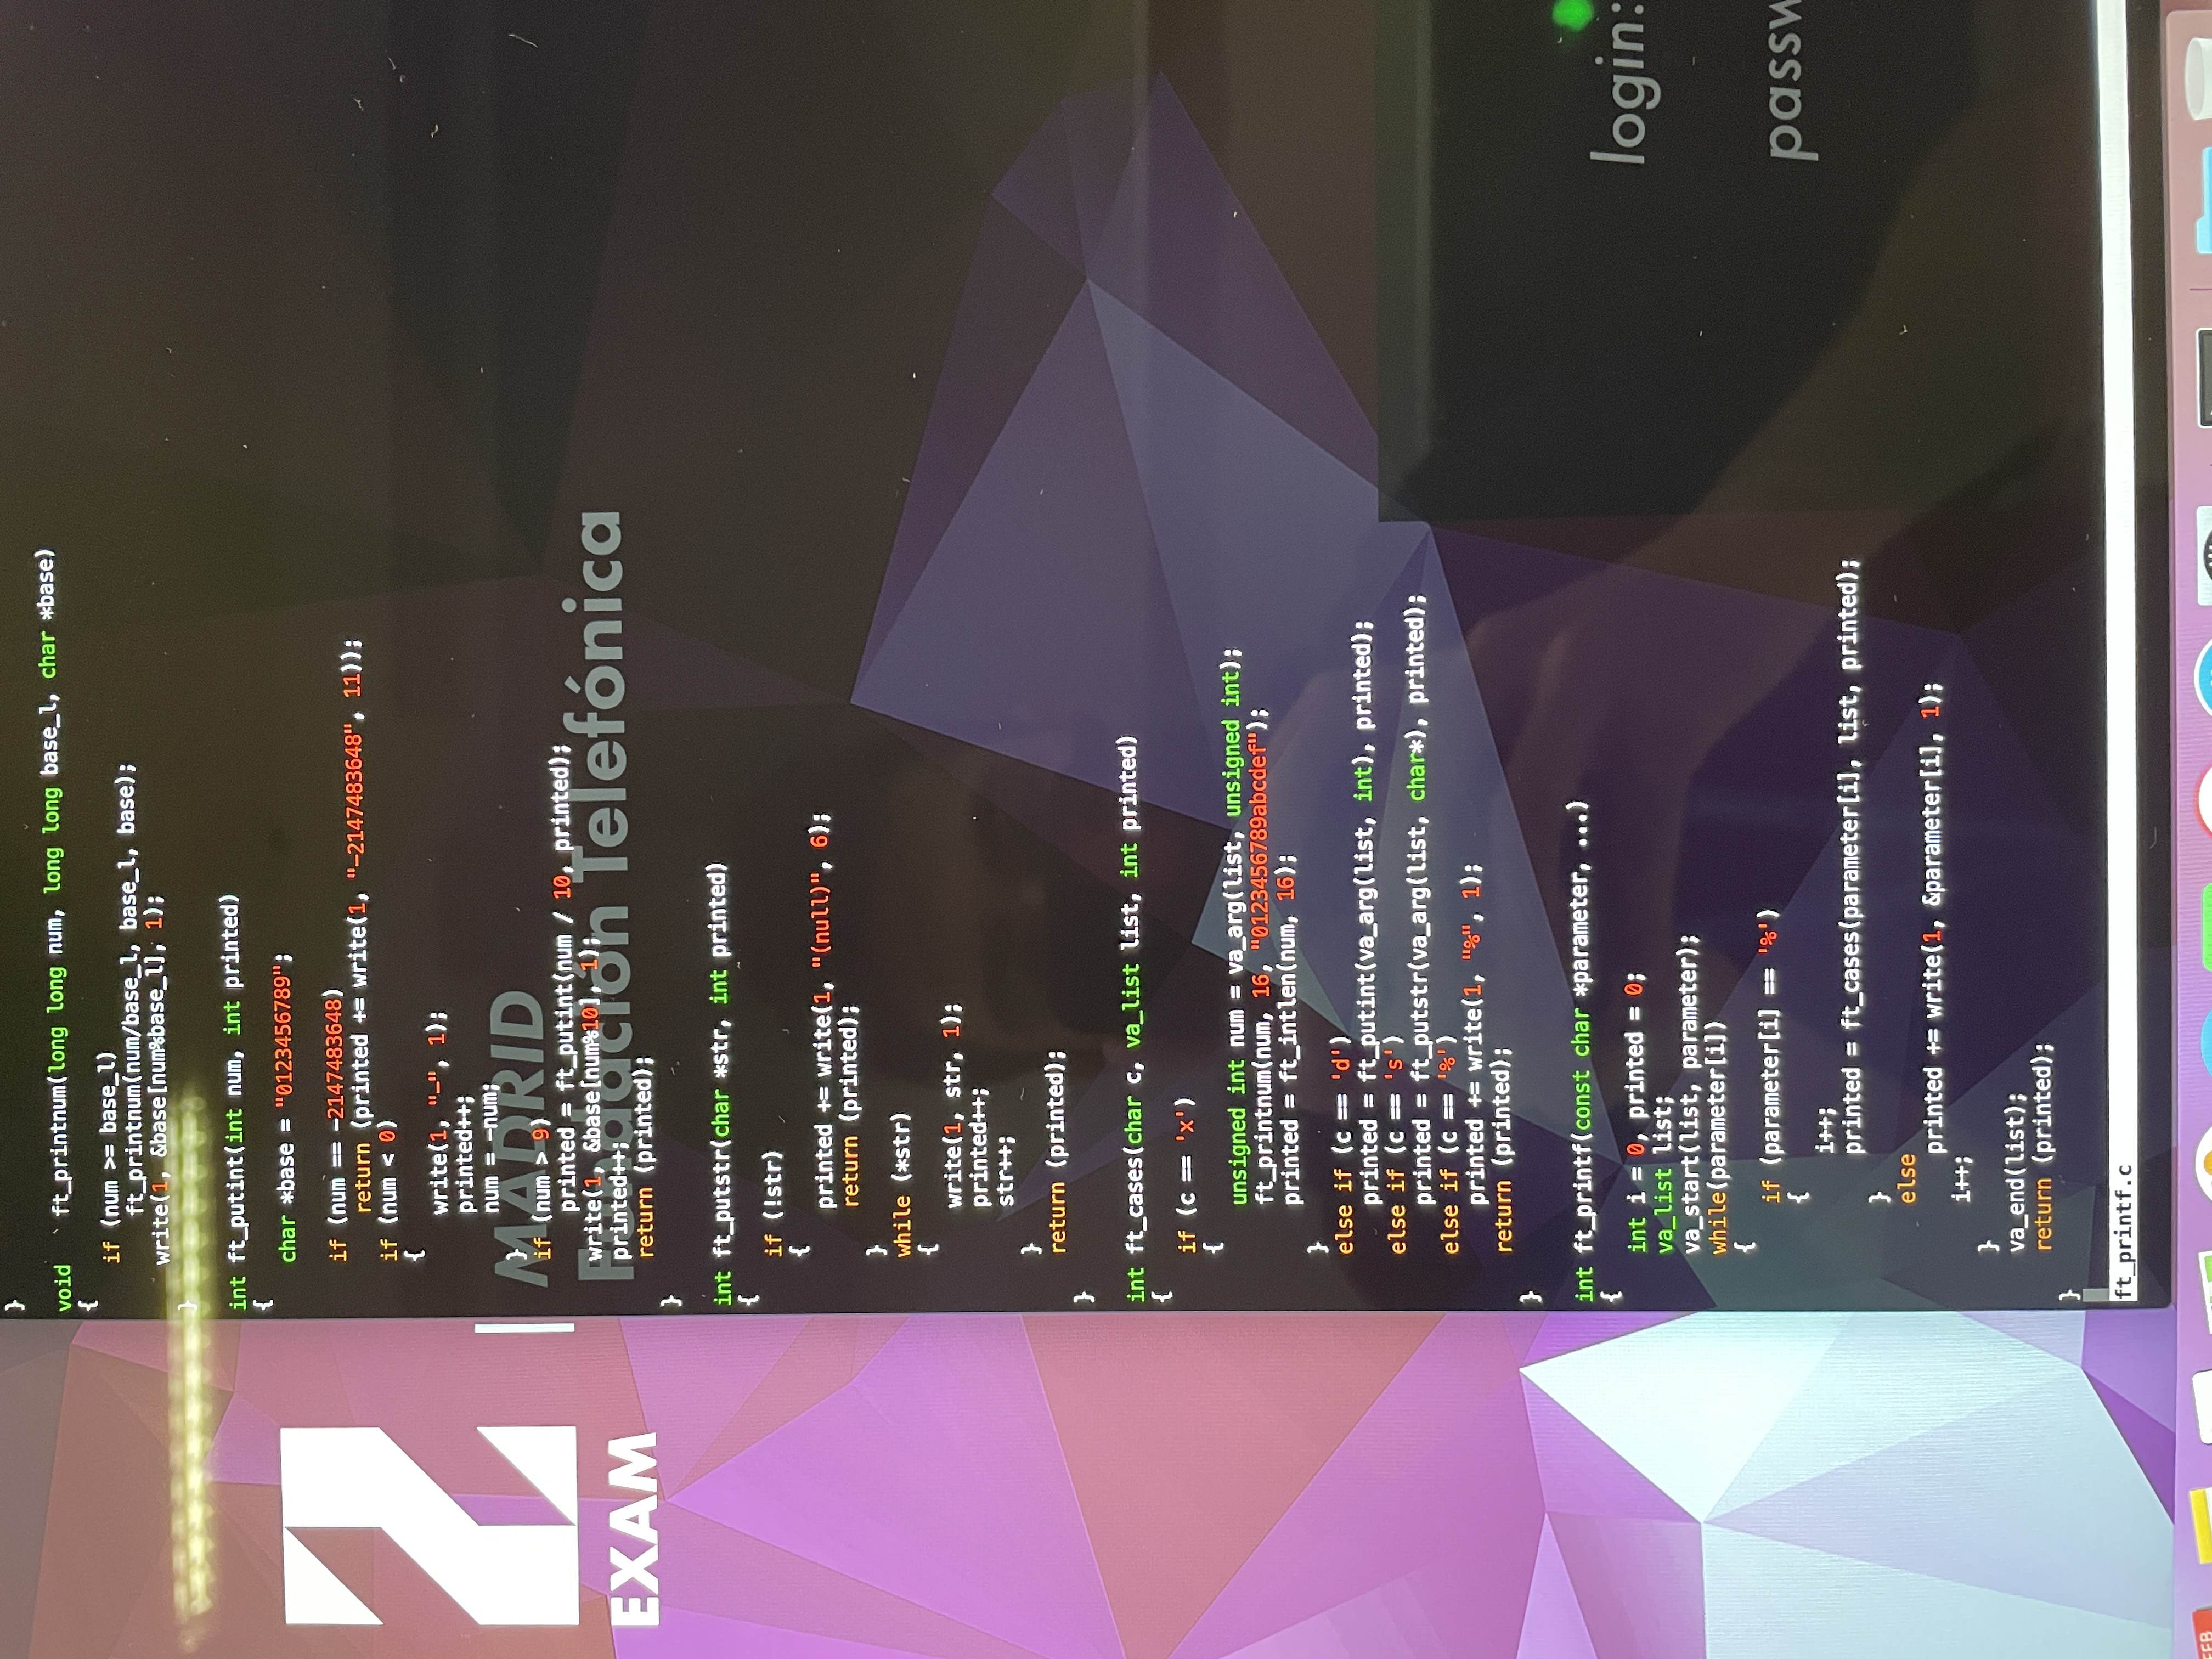 }
void ft_printnum(long long num, long long base_l, char *base)
{
    if (num >= base_l)
        ft_printnum(num/base_l, base_l, base);
    write(1, &base[num%base_l], 1);
}
int ft_putint(int num, int printed)
{
    char *base = "0123456789";
    if (num == -2147483648)
        return (printed += write(1, "-2147483648", 11));
    if (num < 0)
    {
        write(1, "-", 1);
        printed++;
        num = -num;
    }
    if (num > 9)
        printed = ft_putint(num / 10, printed);
    write(1, &base[num%10], 1);
    printed++;
    return (printed);
}
int ft_putstr(char *str, int printed)
{
    if (!str)
    {
        printed += write(1, "(null)", 6);
        return (printed);
    }
    while (*str)
    {
        write(1, str, 1);
        printed++;
        str++;
    }
    return (printed);
}
int ft_cases(char c, va_list list, int printed)
{
    if (c == 'x')
    {
        unsigned int num = va_arg(list, unsigned int);
        ft_printnum(num, 16, "0123456789abcdef");
        printed = ft_intlen(num, 16);
    }
    else if (c == 'd')
        printed = ft_putint(va_arg(list, int), printed);
    else if (c == 's')
        printed = ft_putstr(va_arg(list, char*), printed);
    else if (c == '%')
        printed += write(1, "%", 1);
    return (printed);
}
int ft_printf(const char *parameter, ...)
{
    int i = 0, printed = 0;
    va_list list;
    va_start(list, parameter);
    while(parameter[i])
    {
        if (parameter[i] == '%')
        {
            i++;
            printed = ft_cases(parameter[i], list, printed);
        }
        else
            printed += write(1, &parameter[i], 1);
        i++;
    }
    va_end(list);
    return (printed);
}
ft_printf.c
EXAM
MADRID
Fundación Telefónica
login:
passw
FEB